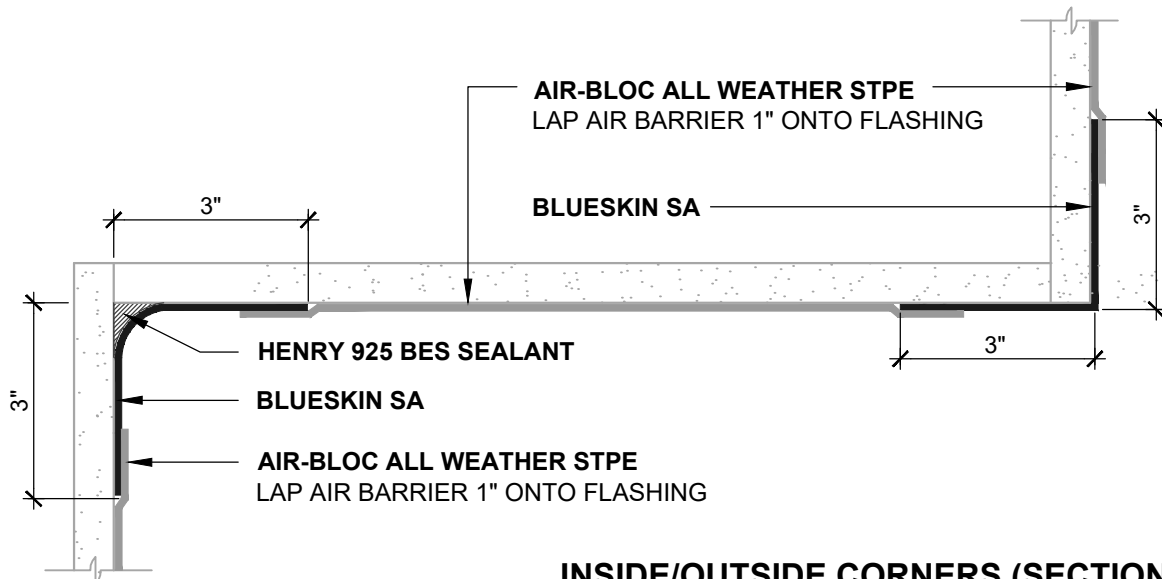 AIR-BLOC ALL WEATHER STPE
LAP AIR BARRIER 1" ONTO FLASHING
BLUESKIN SA
3"
3"
3"
3"
HENRY 925 BES SEALANT
BLUESKIN SA
AIR-BLOC ALL WEATHER STPE
LAP AIR BARRIER 1" ONTO FLASHING
INSIDE/OUTSIDE CORNERS (SECTION